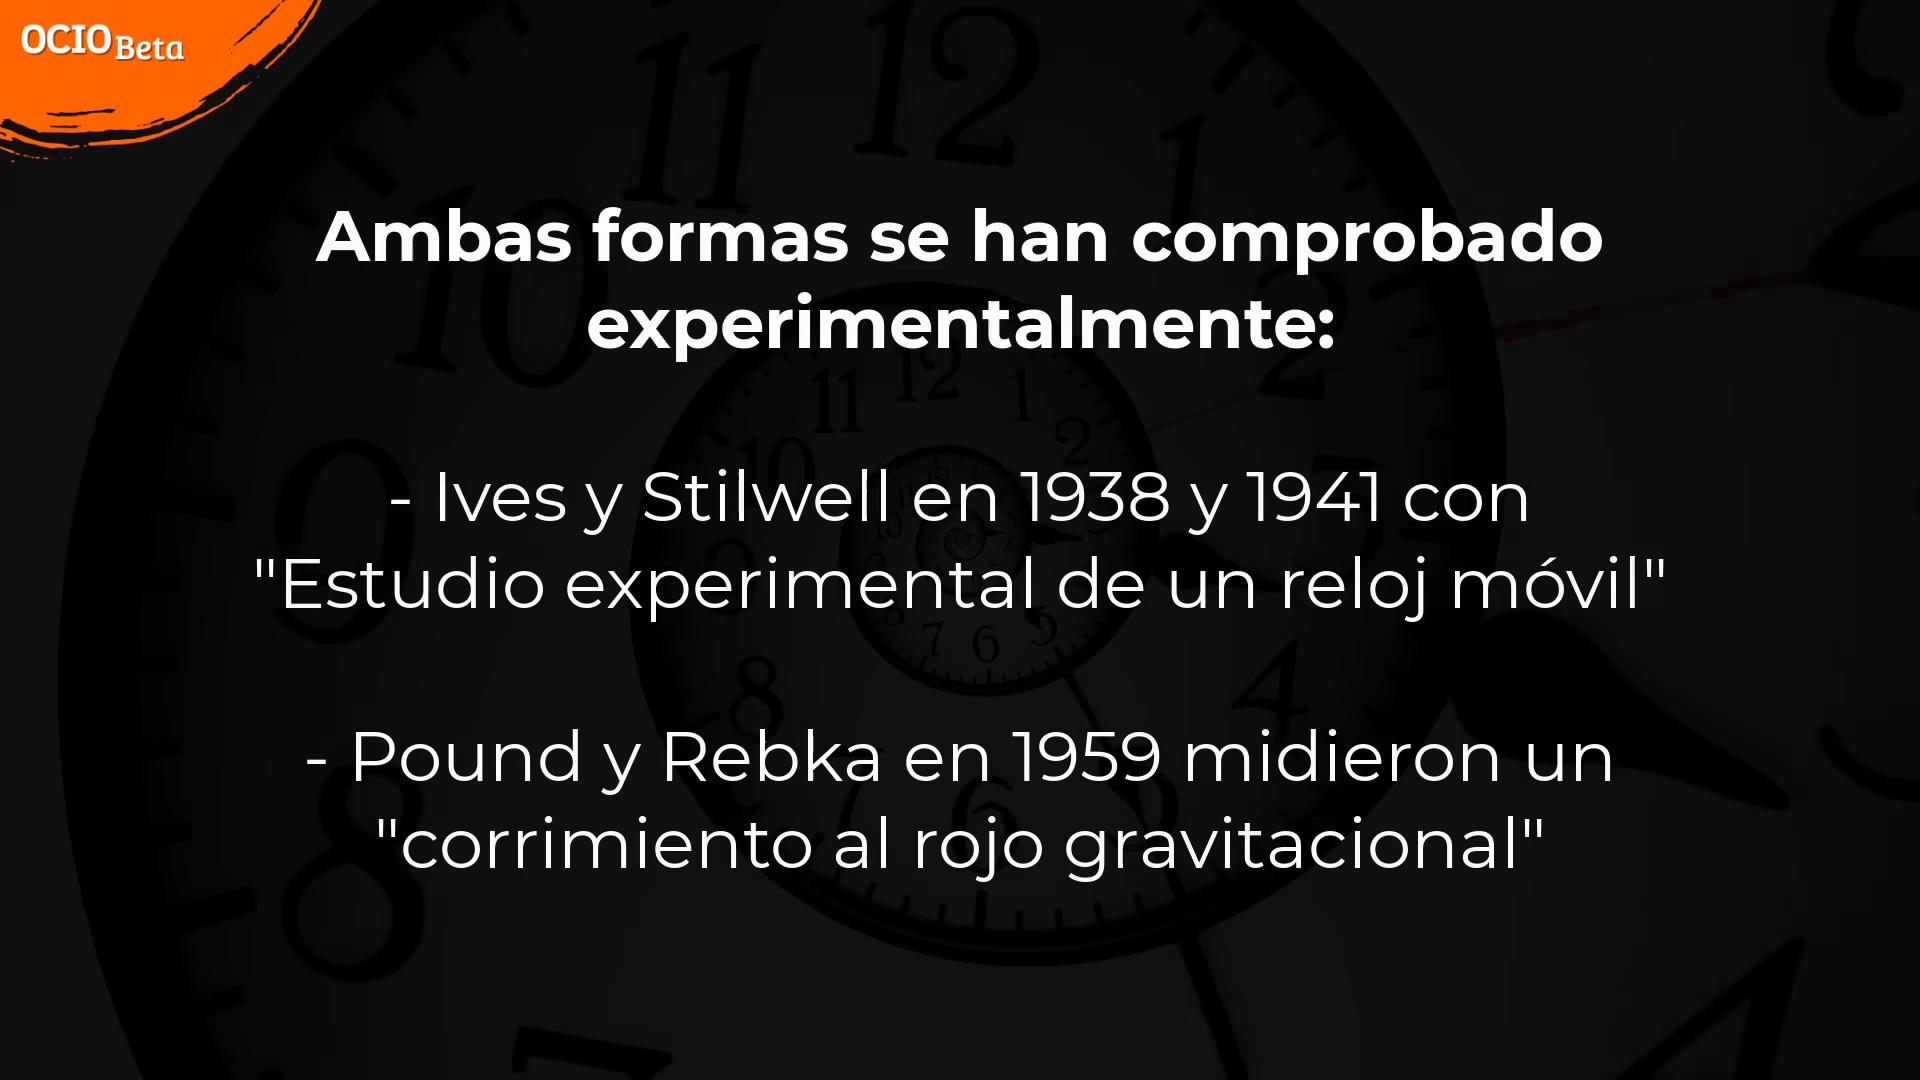 OCIO Beta
Ambas formas se han comprobado
experimentalmente:
- Ives y Stilwell en 1938 y 1941 con
"Estudio experimental de un reloj móvil"
- Pound y Rebka en 1959 midieron un
"corrimiento al rojo gravitacional"